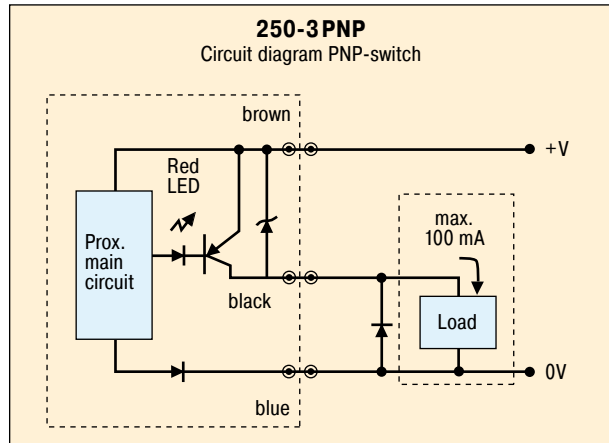 250-3 PNP
Circuit diagram PNP-switch
brown
+V
Red
LED
max.
100 mA
Prox.
main
circuit
black
Load
0V
blue